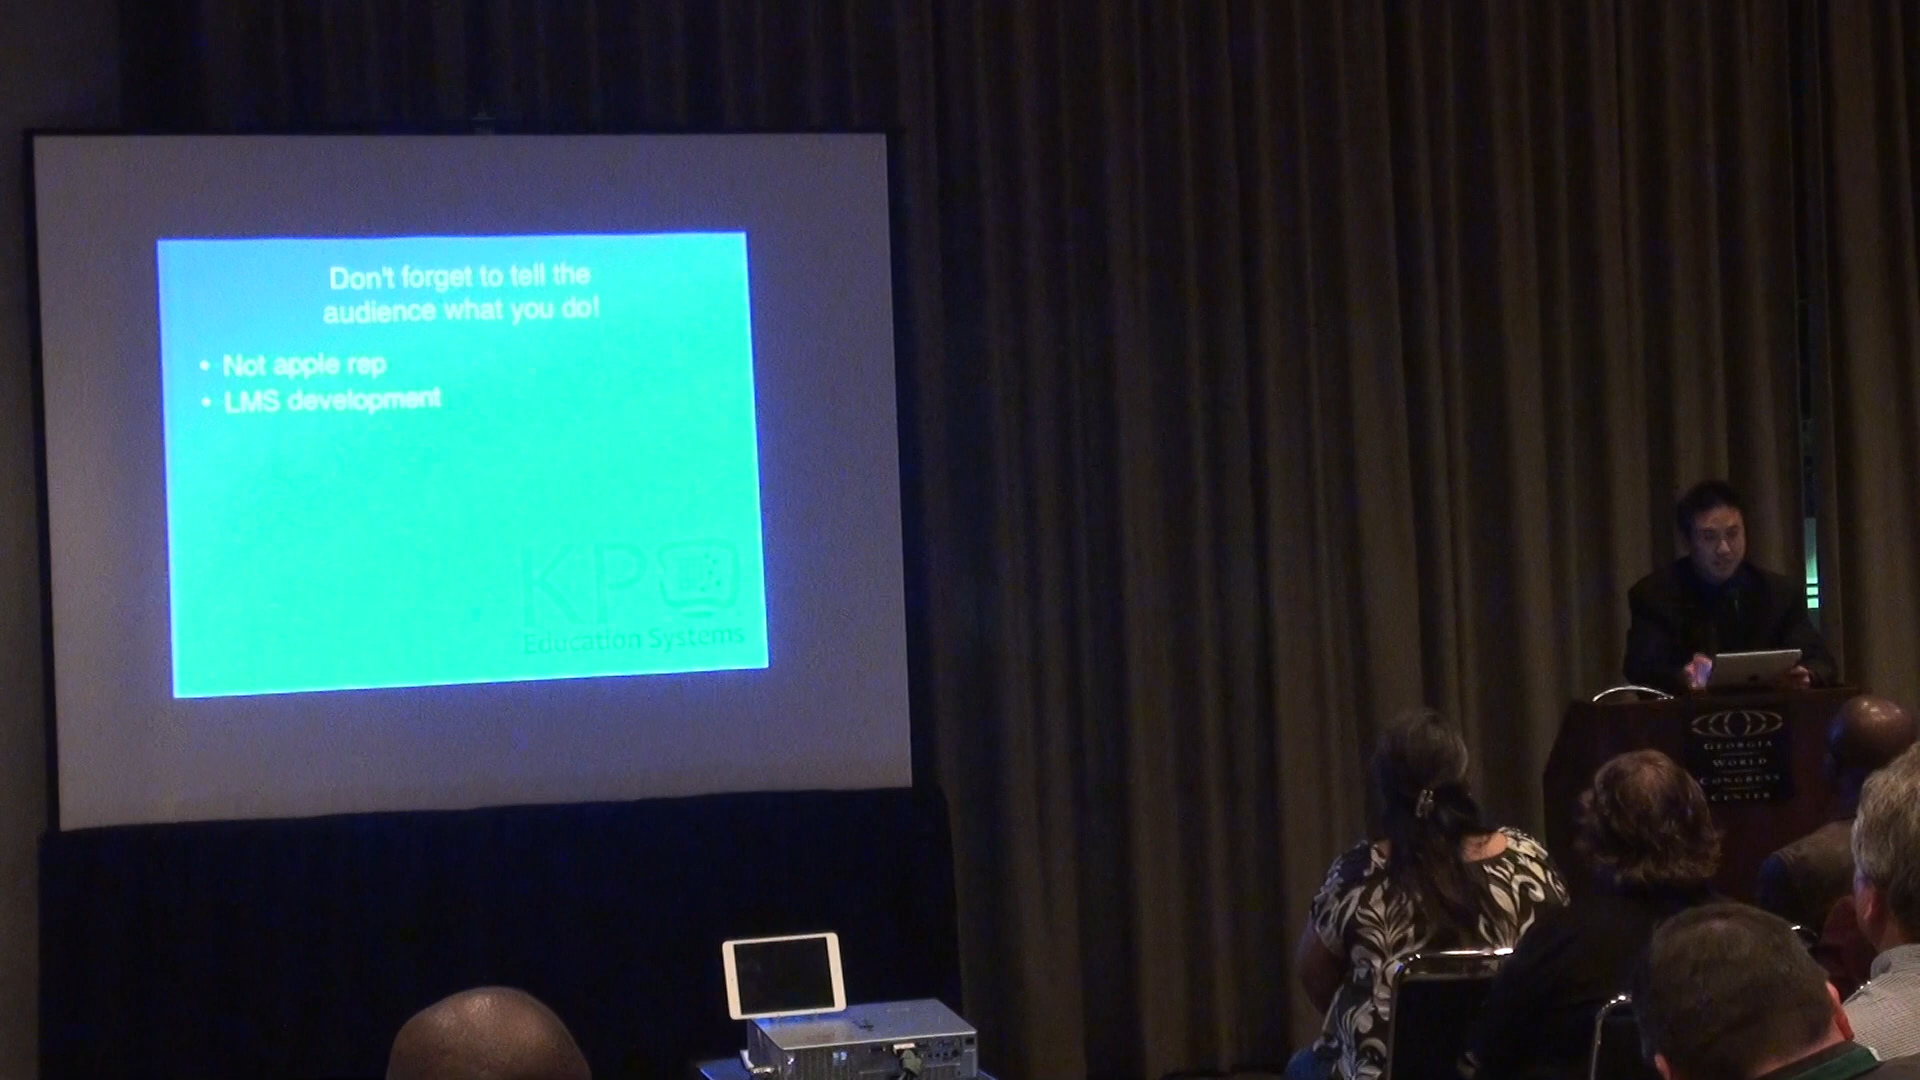 Don't forget to tell the
audience what you do!
• Not apple rep
• LMS development
KP
Education Systems
GEORGIA
WORLD
CONGRESS
CENTER